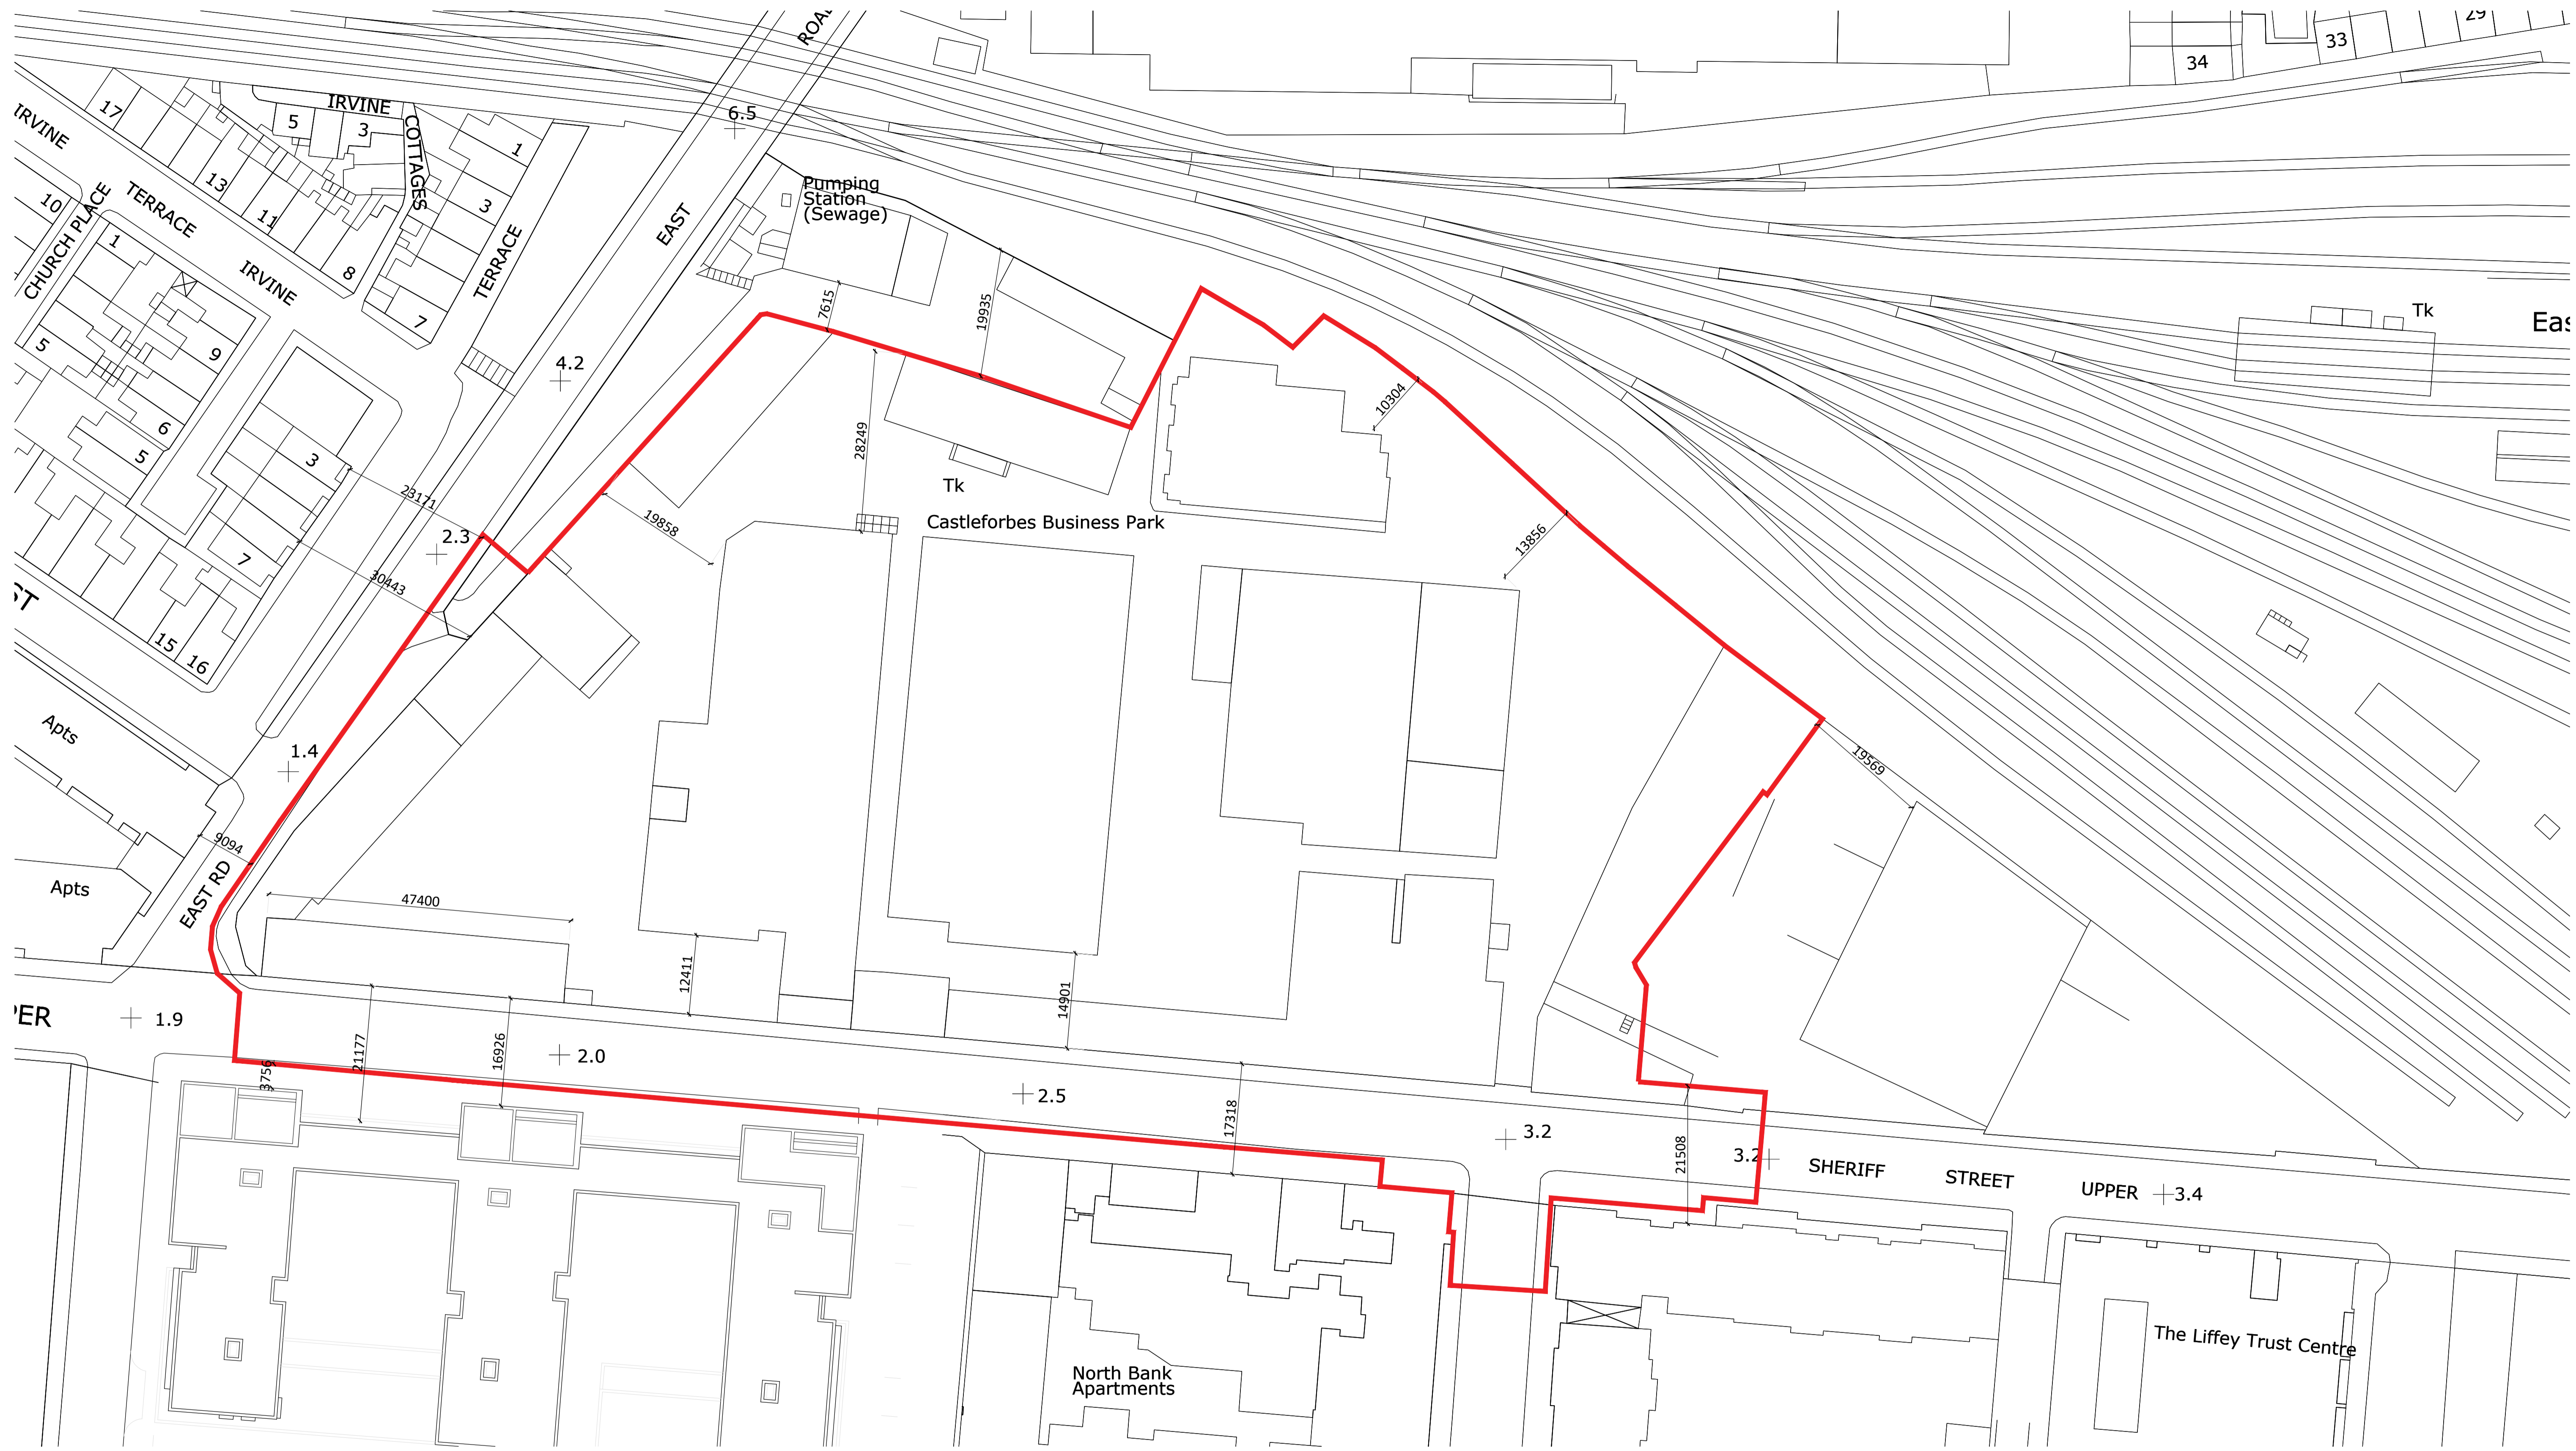 ROAD
29
33
34
6.5
17
IRVINE
5
3
COTTAGES
1
IRVINE
13
11
3
8
7
TERRACE
EAST
Pumping
Station
(Sewage)
10
CHURCH PLACE
TERRACE
IRVINE
1
9
5
6
5
3
7
15
16
4.2
7615
19935
28249
10304
Tk
Eas
Tk
Castleforbes Business Park
23171
2.3
19858
30443
13856
ST
Apts
1.4
19569
9094
Apts
EAST RD
47400
12411
14901
PER
1.9
21177
16926
2.0
3756
2.5
17318
3.2
21508
3.2
SHERIFF
STREET
UPPER
3.4
North Bank
Apartments
The Liffey Trust Centre